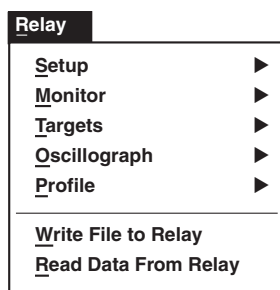 Relay
Setup
Monitor
Targets
Oscillograph
Profile
Write File to Relay
Read Data From Relay